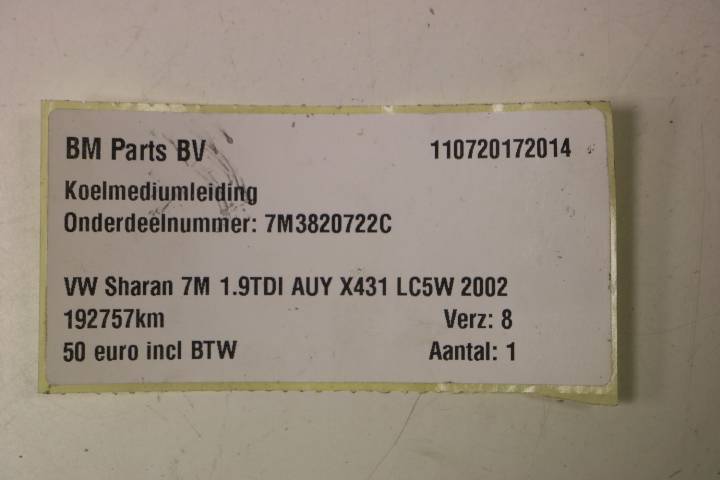 BM Parts BV 110720172014
Koelmediumleiding
Onderdeelnummer: 7M3820722C
VW Sharan 7M 1.9TDI AUY X431 LC5W 2002
192757km Verz: 8
50 euro incl BTW Aantal: 1